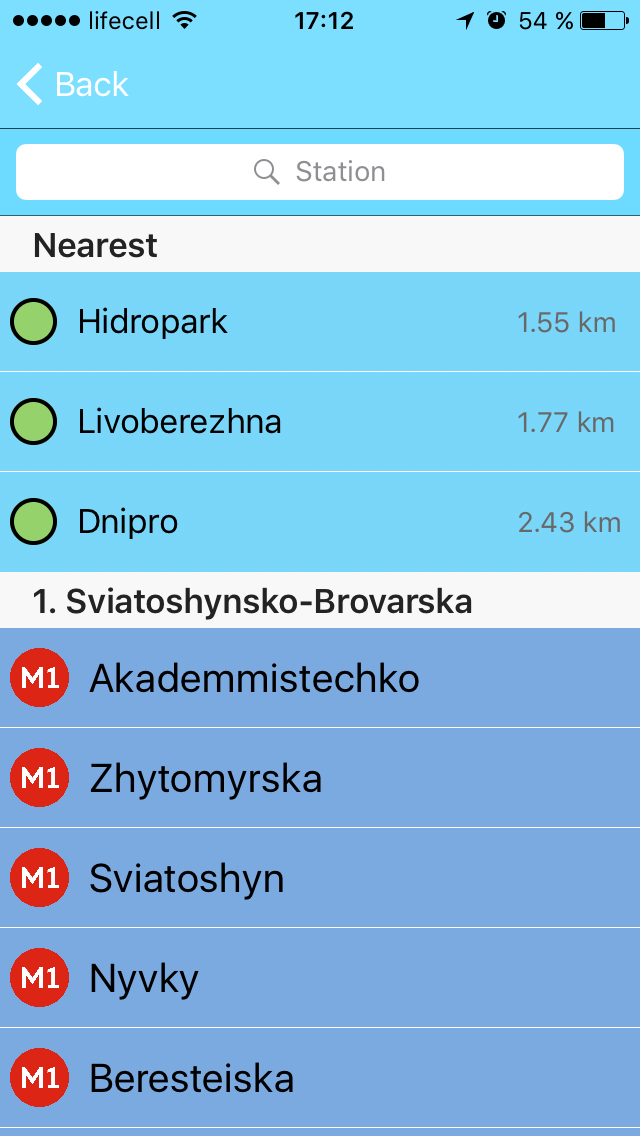 lifecell 17:12 54 %
Back
Station
Nearest
Hidropark 1.55 km
Livoberezhna 1.77 km
Dnipro 2.43 km
1. Sviatoshynsko-Brovarska
M1 Akademmistechko
M1 Zhytomyrska
M1 Sviatoshyn
M1 Nyvky
M1 Beresteiska